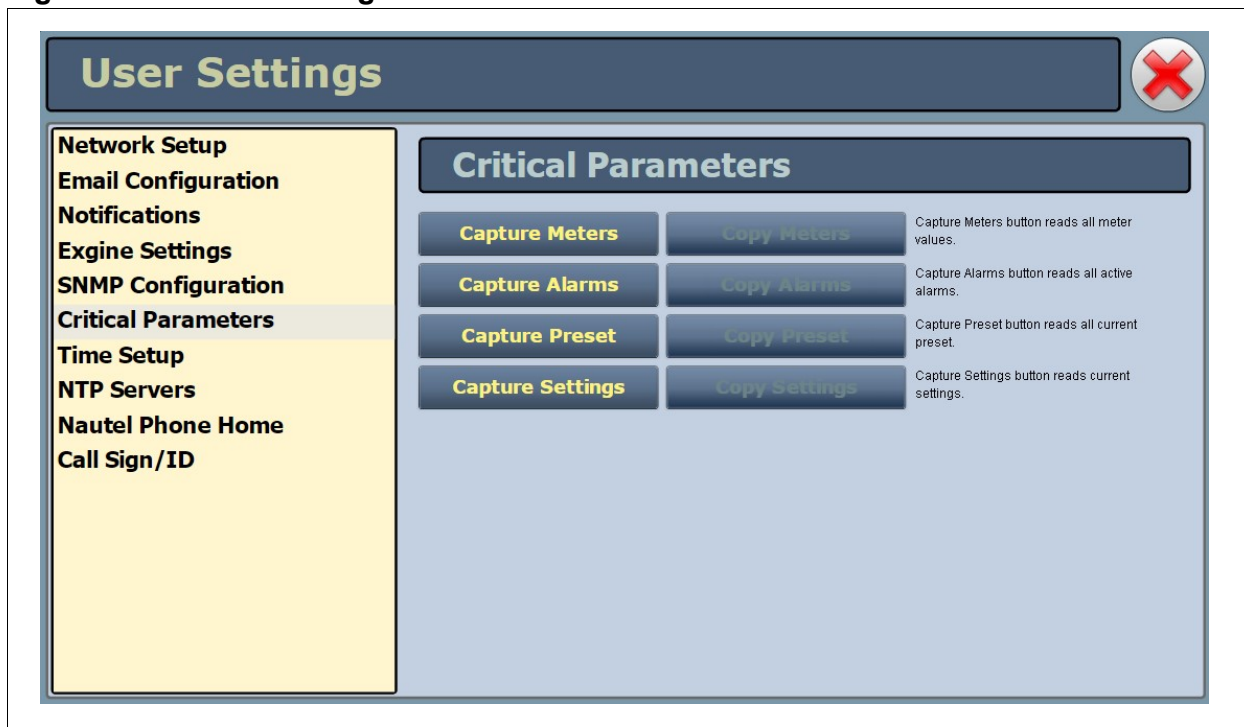 User Settings
Network Setup
Email Configuration
Notifications
Exgine Settings
SNMP Configuration
Critical Parameters
Time Setup
NTP Servers
Nautel Phone Home
Call Sign/ID
Critical Parameters
Capture Meters
Copy Meters
Capture Meters button reads all meter
values.
Capture Alarms
Copy Alarms
Capture Alarms button reads all active
alarms.
Capture Preset
Copy Preset
Capture Preset button reads all current
preset.
Capture Settings
Copy Settings
Capture Settings button reads current
settings.